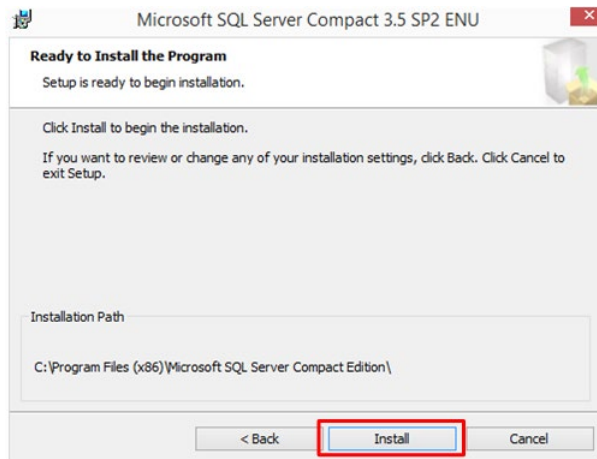 Microsoft SQL Server Compact 3.5 SP2 ENU
Ready to Install the Program
Setup is ready to begin installation.
Click Install to begin the installation.
If you want to review or change any of your installation settings, click Back. Click Cancel to
exit Setup.
Installation Path
C:\Program Files (x86)\Microsoft SQL Server Compact Edition\
< Back Install Cancel